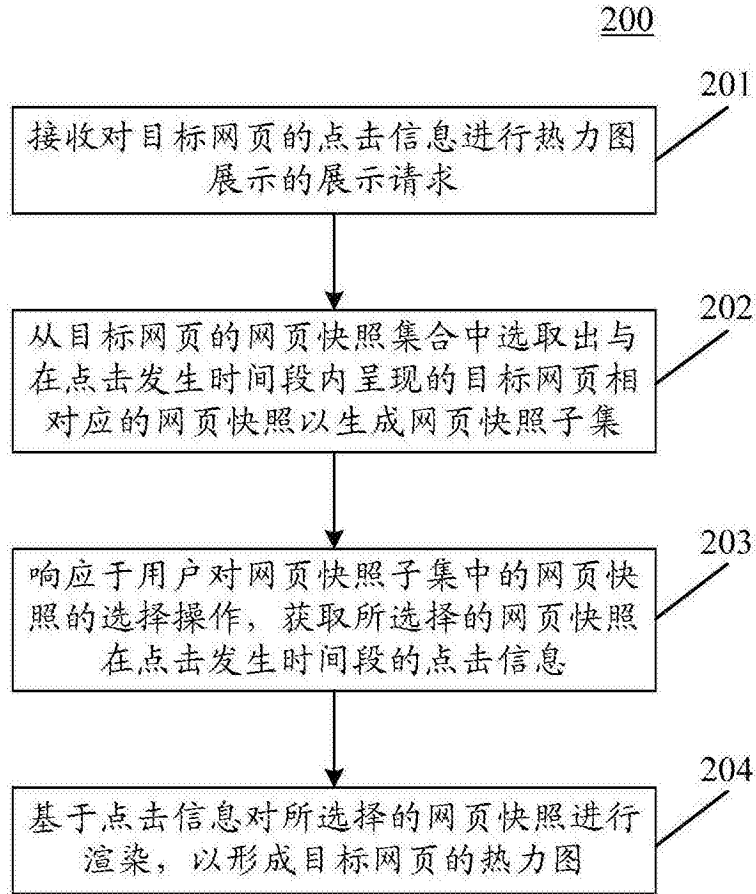 200
201
接收对目标网页的点击信息进行热力图
展示的展示请求
202
从目标网页的网页快照集合中选取出与
在点击发生时间段内呈现的目标网页相
对应的网页快照以生成网页快照子集
203
响应于用户对网页快照子集中的网页快
照的选择操作，获取所选择的网页快照
在点击发生时间段的点击信息
204
基于点击信息对所选择的网页快照进行
渲染，以形成目标网页的热力图